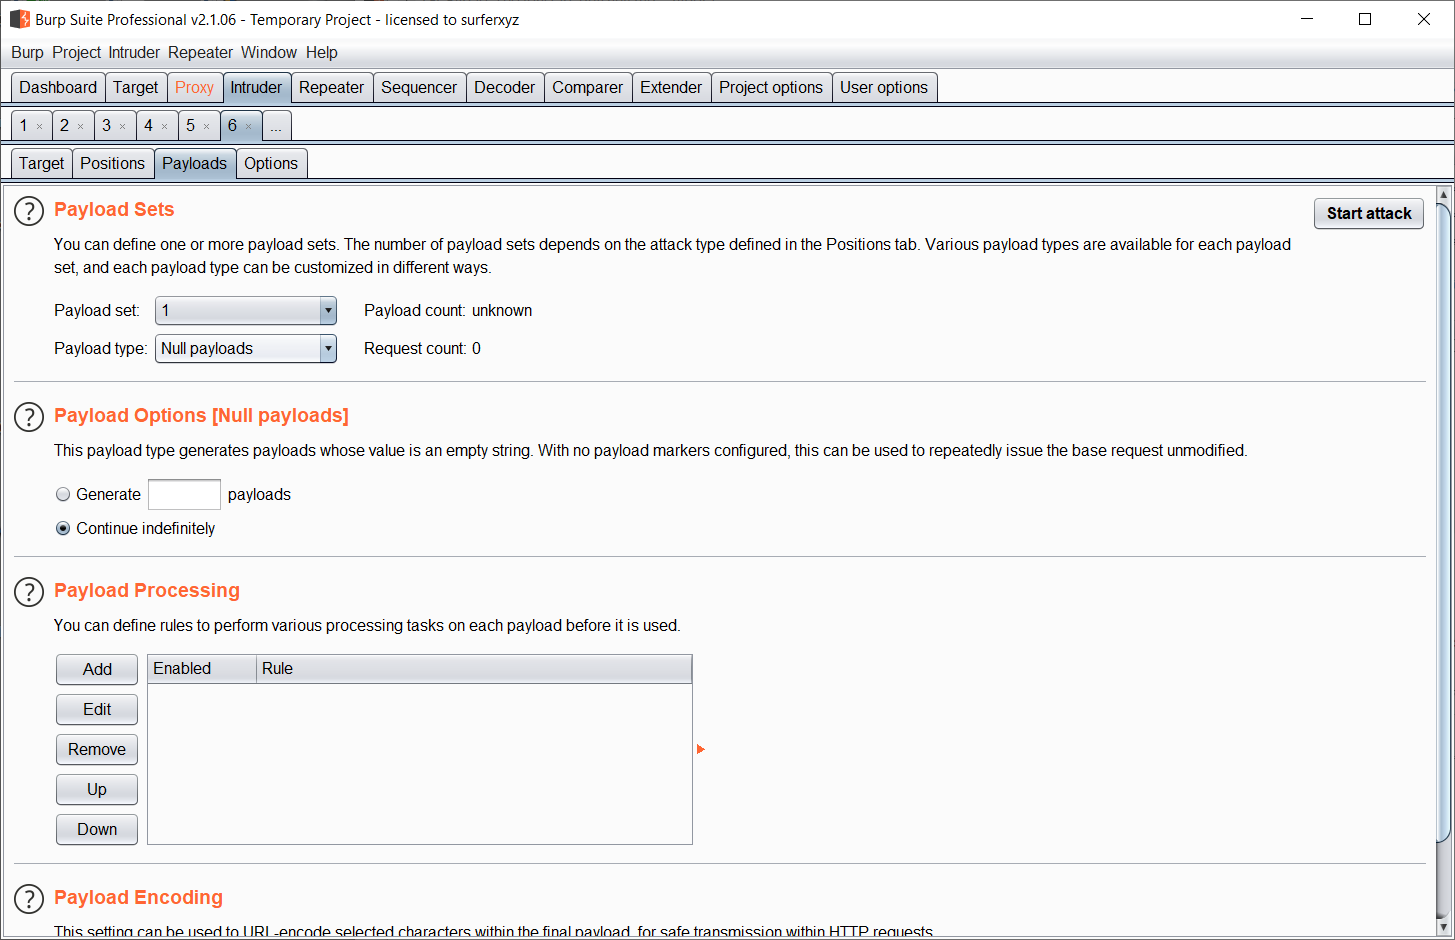 Burp Suite Professional v2.1.06 - Temporary Project - licensed to surferxyz
Burp Project Intruder Repeater Window Help
Dashboard Target Proxy Intruder Repeater Sequencer Decoder Comparer Extender Project options User options
1 × 2 × 3 × 4 × 5 × 6 × ...
Target Positions Payloads Options
? Payload Sets
Start attack
You can define one or more payload sets. The number of payload sets depends on the attack type defined in the Positions tab. Various payload types are available for each payload
set, and each payload type can be customized in different ways.
Payload set: 1 Payload count: unknown
Payload type: Null payloads Request count: 0
? Payload Options [Null payloads]
This payload type generates payloads whose value is an empty string. With no payload markers configured, this can be used to repeatedly issue the base request unmodified.
Generate payloads
Continue indefinitely
? Payload Processing
You can define rules to perform various processing tasks on each payload before it is used.
Add Enabled Rule
Edit
Remove
Up
Down
? Payload Encoding
This setting can be used to URL-encode selected characters within the final payload, for safe transmission within HTTP requests.